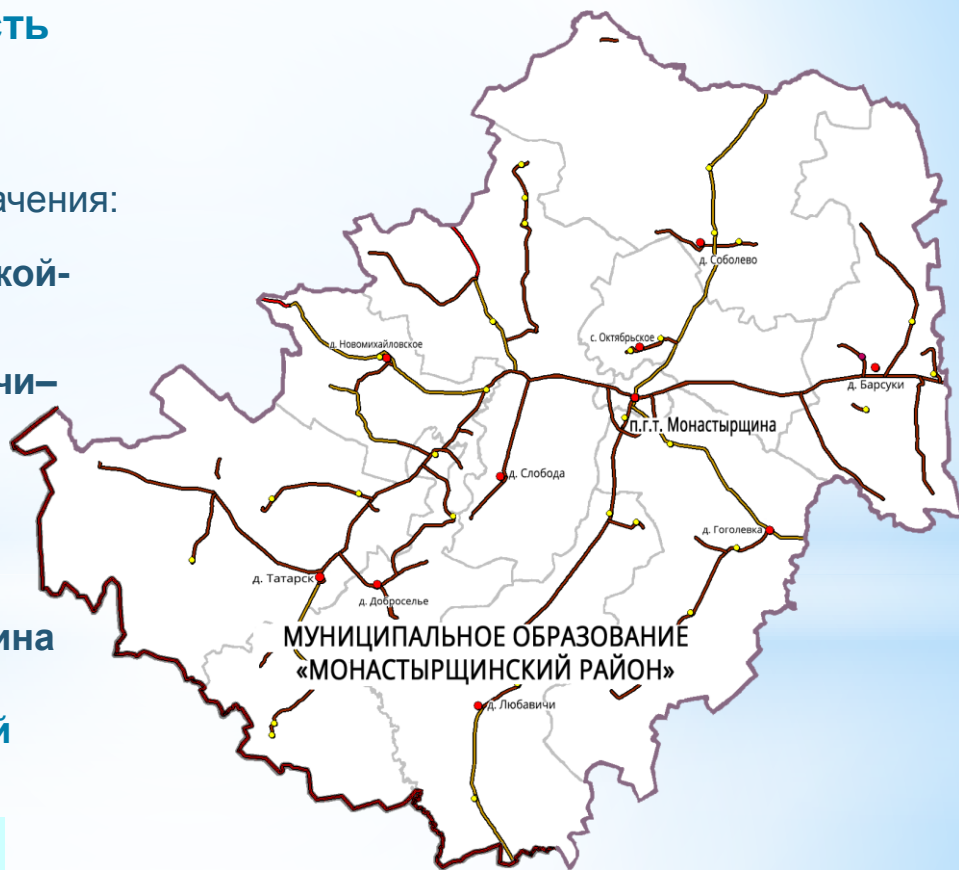 сть
ачения:
кой-
чи–
ина
й
д. Соболево
с. Октябрьское
д. Новомихайловское
д. Барсуки
п.г.т. Монастырщина
д. Слобода
д. Гоголевка
д. Татарск
д. Доброселье
МУНИЦИПАЛЬНОЕ ОБРАЗОВАНИЕ
«МОНАСТЫРЩИНСКИЙ РАЙОН»
д. Любавичи